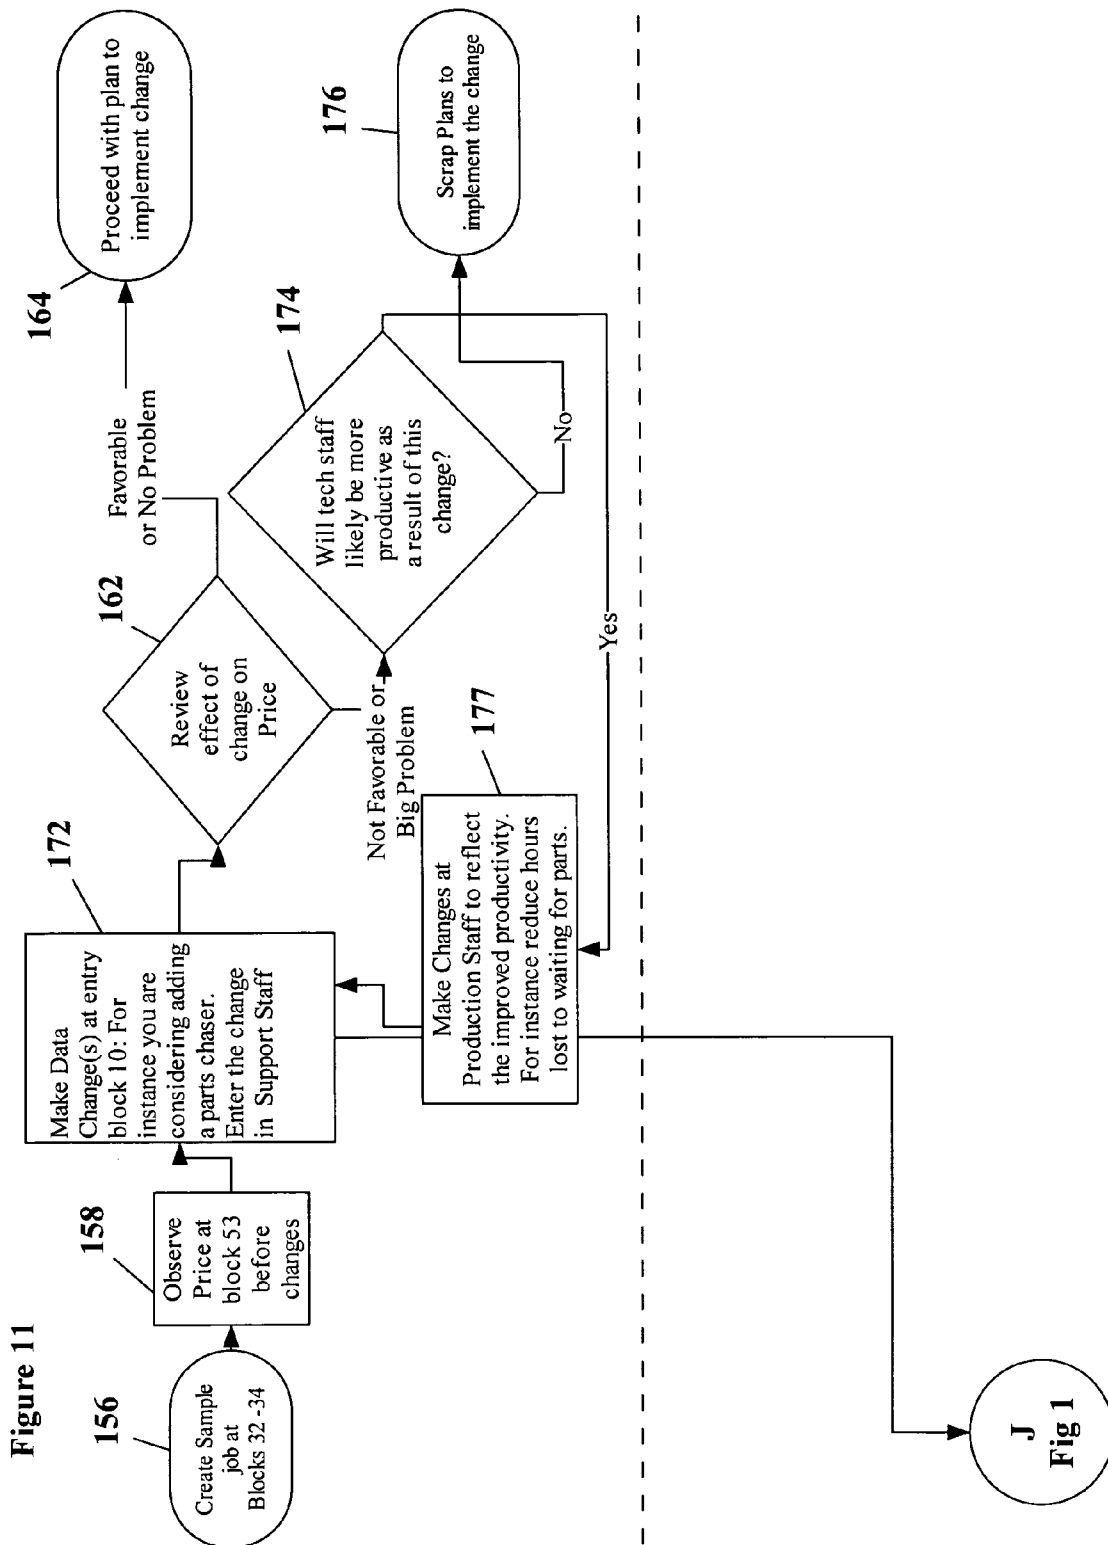 Figure 11
156
Create Sample
job at
Blocks 32 -34
158
Observe
Price at
block 53
before
changes
172
Make Data
Change(s) at entry
block 10: For
instance you are
considering adding
a parts chaser.
Enter the change
in Support Staff
162
Review
effect of
change on
Price
Favorable
or No Problem
164
Proceed with plan to
implement change
Not Favorable or
Big Problem
174
Will tech staff
likely be more
productive as
a result of this
change?
No
176
Scrap Plans to
implement the change
Yes
177
Make Changes at
Production Staff to reflect
the improved productivity.
For instance reduce hours
lost to waiting for parts.
J
Fig 1